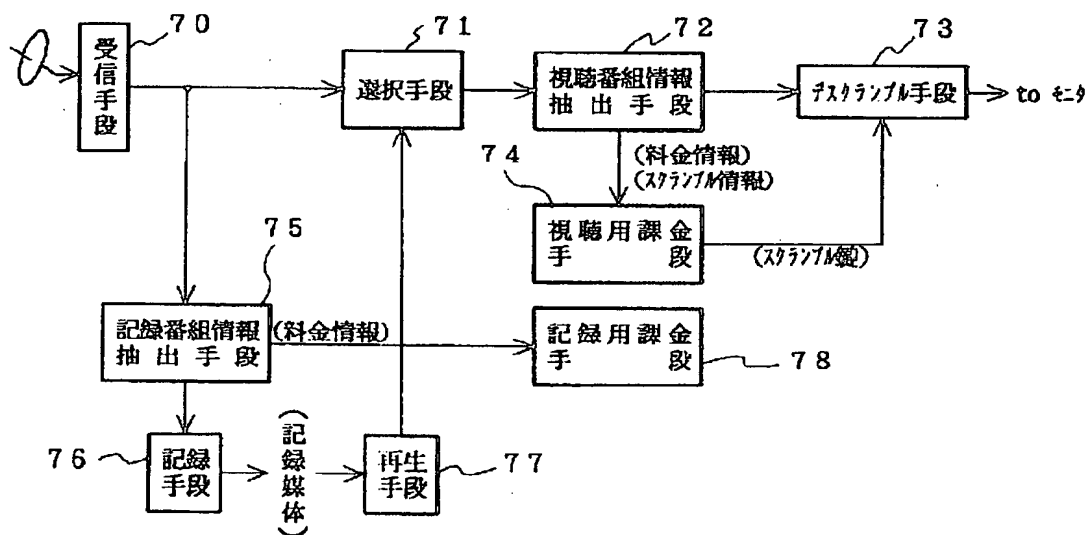 70
受信手段
71
選択手段
72
視聴番組情報
抽出手段
73
デスクランブル手段
to モニタ
(料金情報)
(スクランブル情報)
74
視聴用課金
手段
(スクランブル鍵)
75
記録番組情報
抽出手段
(料金情報)
記録用課金
手段
78
76
記録
手段
(記録媒体)
再生
手段
77